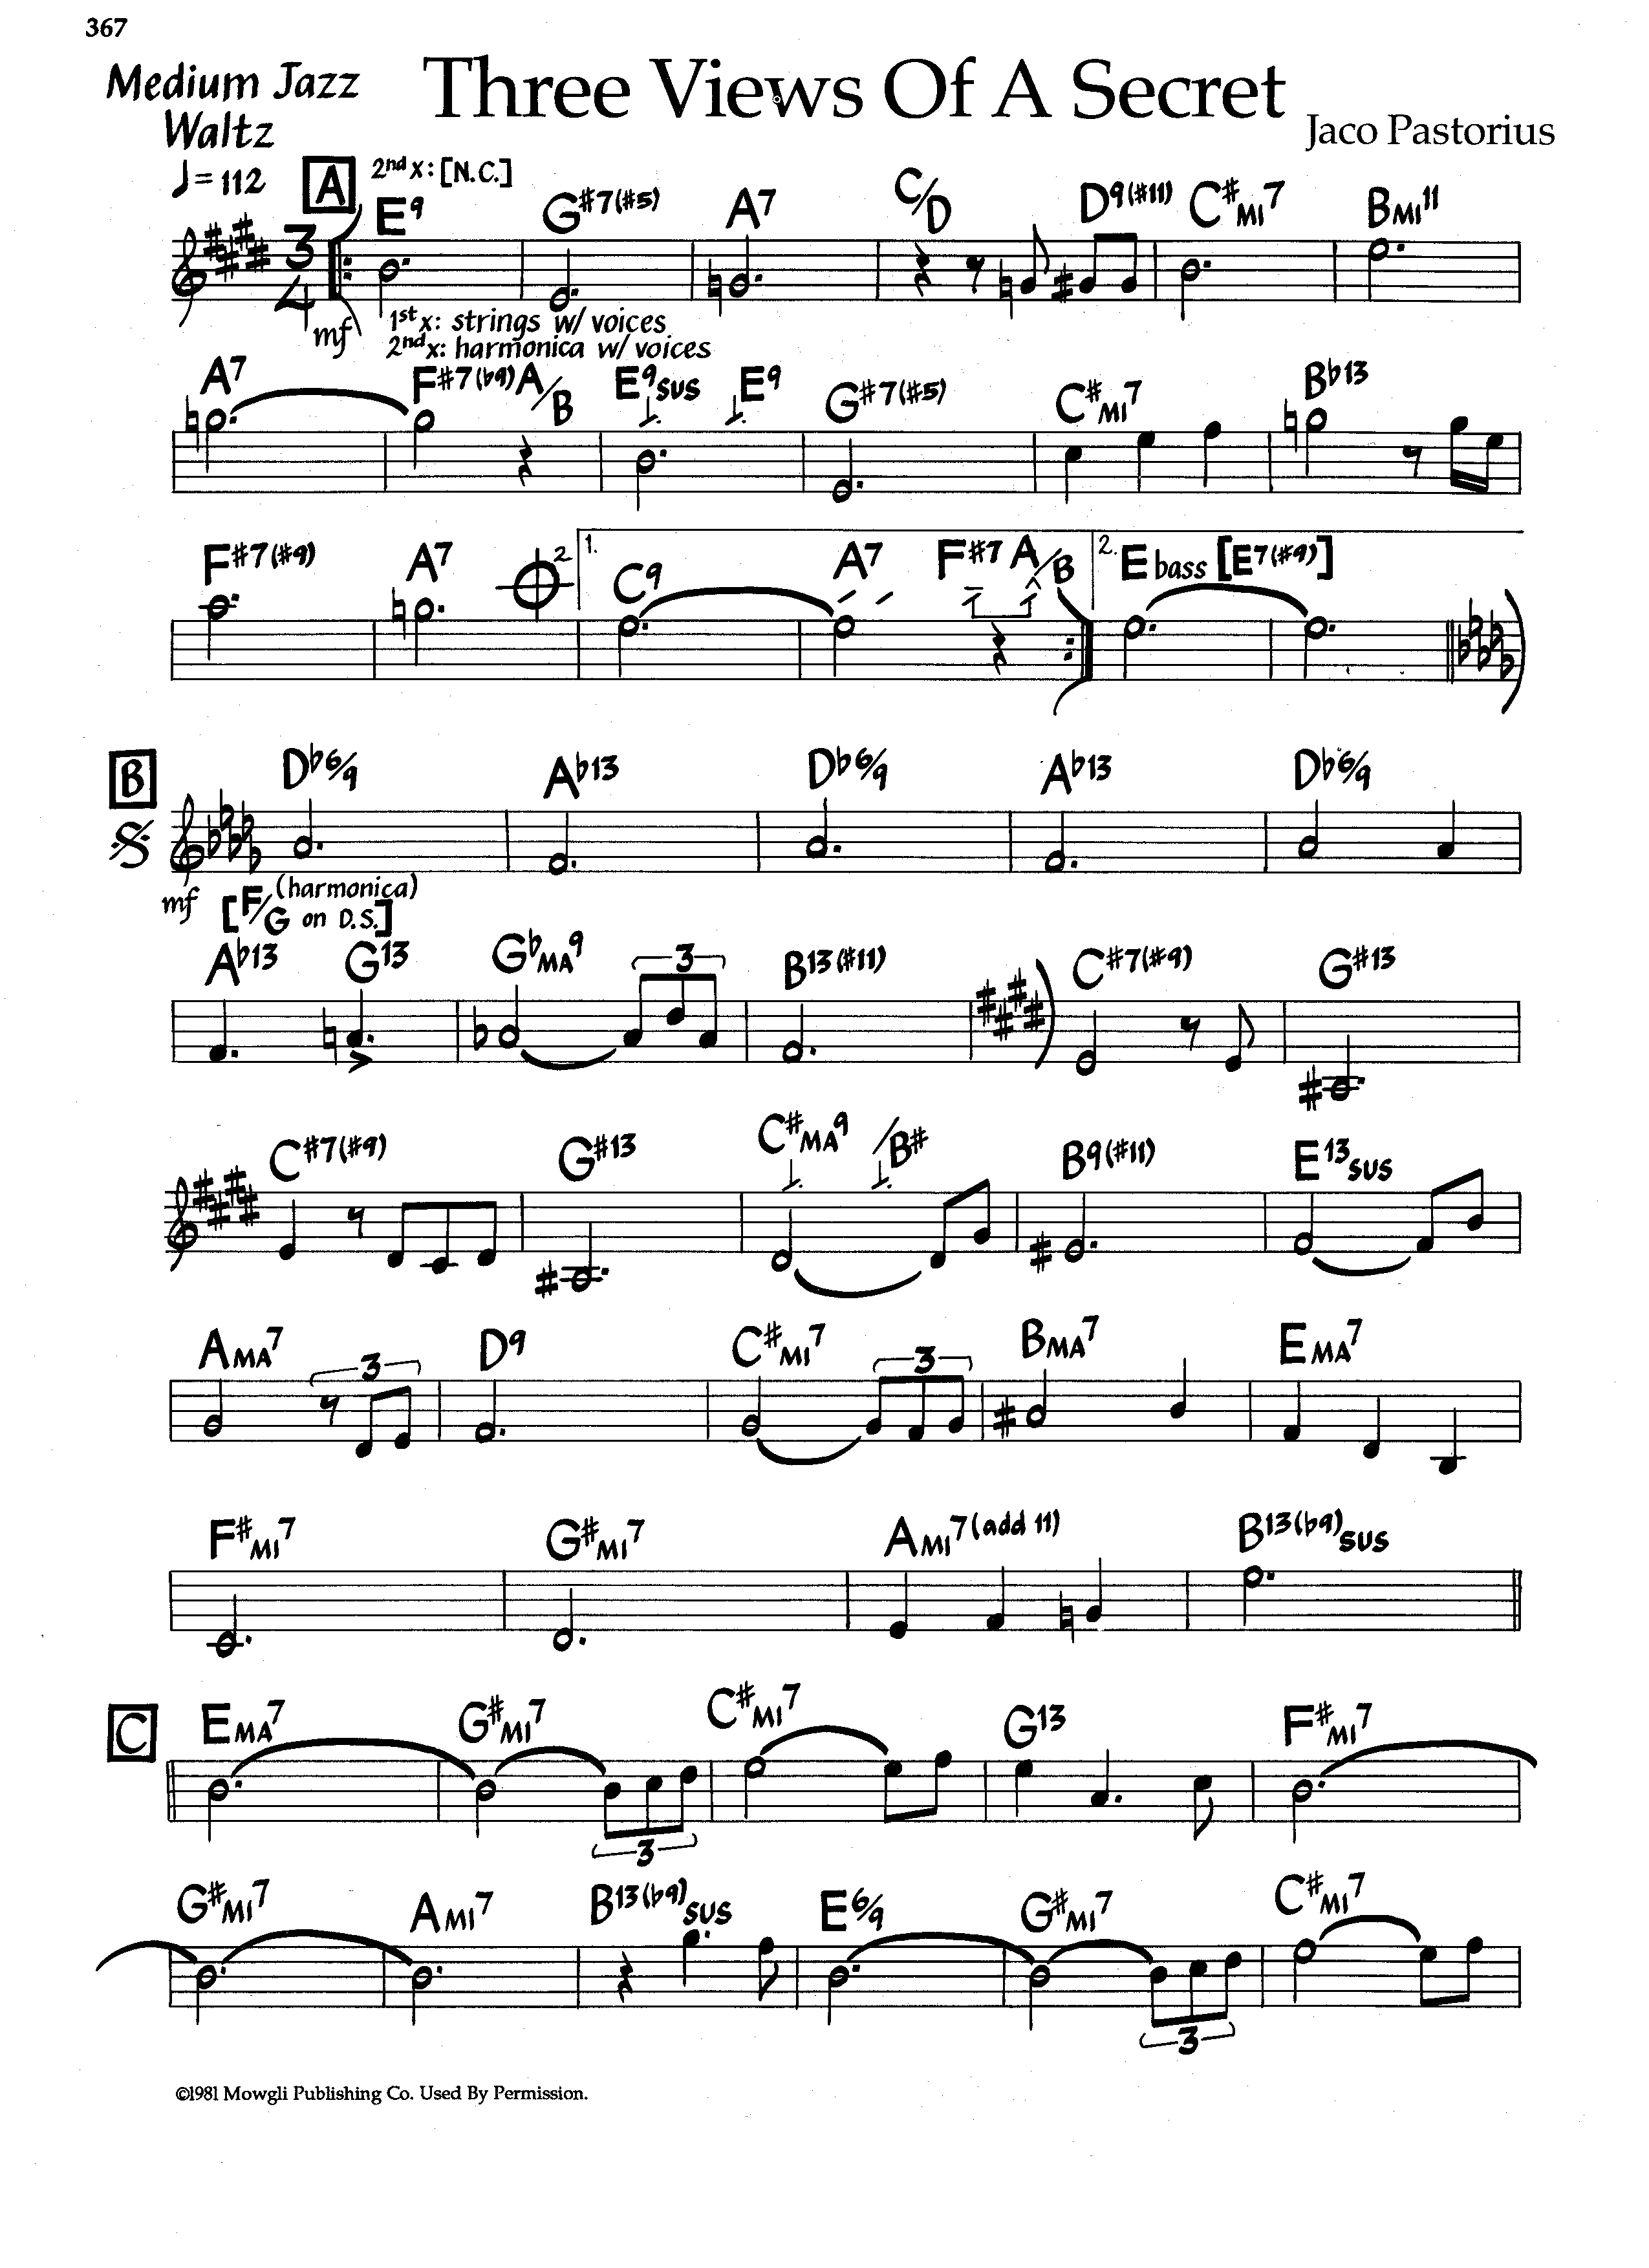 367
Medium Jazz Waltz
Three Views Of A Secret
Jaco Pastorius
♩= 112
A 2nd x: [N.C.]
E9 G#7(#5) A7 C/D D9(#11) C#MI7 BMI11
3/4
mf 1st x: strings w/ voices
2nd x: harmonica w/ voices
A7 F#7(b9) A/B E9sus E9 G#7(#5) C#MI7 Bb13
F#7(#9) A7 2 1. C9 A7 F#7 A/B 2. E bass [E7(#9)]
B
Db6/9 Ab13 Db6/9 Ab13 Db6/9
mf (harmonica)
[F/G on D.S.]
Ab13 G13 GbMA9 3 B13(#11) C#7(#9) G#13
C#7(#9) G#13 C#MA9 /B# B9(#11) E13sus
AMA7 3 D9 C#MI7 3 BMA7 EMA7
F#MI7 G#MI7 AMI7(add 11) B13(b9)sus
C
EMA7 G#MI7 C#MI7 G13 F#MI7
3
G#MI7 AMI7 B13(b9)sus E6/9 G#MI7 C#MI7
3
©1981 Mowgli Publishing Co. Used By Permission.